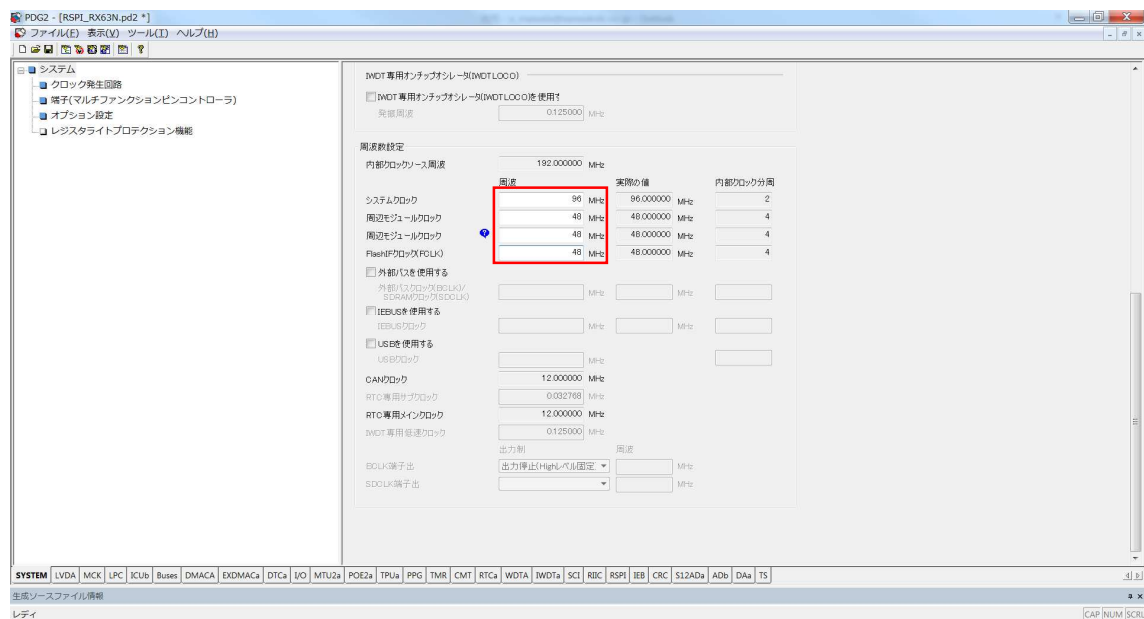 PDG2 - [RSPI_RX63N.pd2 *]
ファイル(F) 表示(V) ツール(T) ヘルプ(H)
システム
クロック発生回路
端子(マルチファンクションピンコントローラ)
オプション設定
レジスタライトプロテクション機能
IWDT専用オンチップオシレータ(IWDTLOCO)
IWDT専用オンチップオシレータ(IWDTLOCO)を使用?
発振周波 0.125000 MHz
周波数設定
内部クロックソース周波 192.000000 MHz
周波 実際の値 内部クロック分周
システムクロック 96 MHz 96.000000 MHz 2
周辺モジュールクロック 48 MHz 48.000000 MHz 4
周辺モジュールクロック 48 MHz 48.000000 MHz 4
FlashIFクロック(FCLK) 48 MHz 48.000000 MHz 4
外部バスを使用する
外部バスクロック(BCLK)/
SDRAMクロック(SDCLK) MHz MHz
IEBUSを使用する
IEBUSクロック MHz MHz
USBを使用する
USBクロック MHz
CANクロック 12.000000 MHz
RTC専用サブクロック 0.032768 MHz
RTC専用メインクロック 12.000000 MHz
IWDT専用低速クロック 0.125000 MHz
出力制 周波
BCLK端子出 出力停止(Highレベル固定 MHz
SDCLK端子出 MHz
SYSTEM LVDA MCK LPC ICUb Buses DMACA EXDMACa DTCa I/O MTU2a POE2a TPUa PPG TMR CMT RTCa WDTA IWDTa SCI RIIC RSPI IEB CRC S12ADa ADb DAa TS
生成ソースファイル情報
レディ CAP NUM SCRL